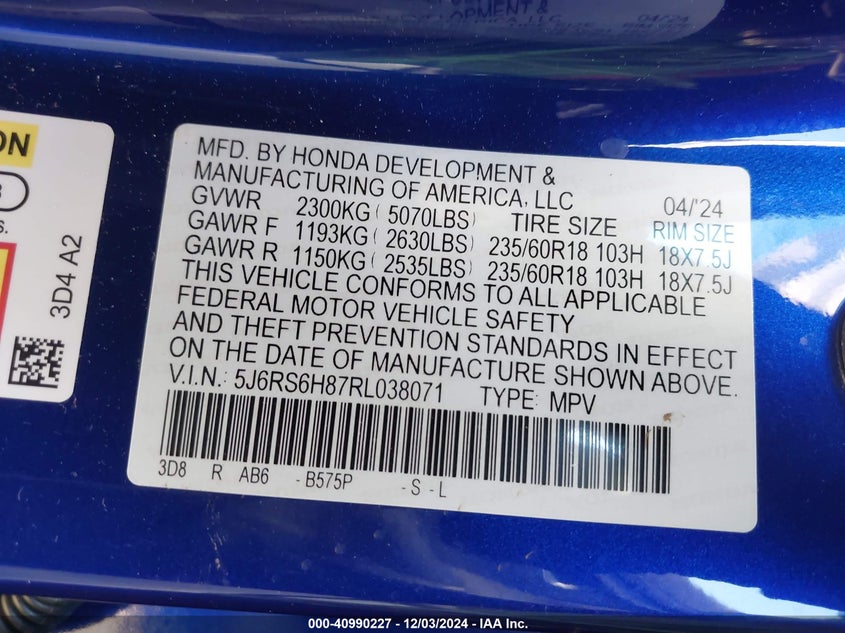 DEVELOPMENT &
04/'24
ON
s.
3D4 A2
MFD. BY HONDA DEVELOPMENT &
MANUFACTURING OF AMERICA, LLC 04/'24
GVWR 2300KG ( 5070LBS) TIRE SIZE RIM SIZE
GAWR F 1193KG ( 2630LBS) 235/60R18 103H 18X7.5J
GAWR R 1150KG ( 2535LBS) 235/60R18 103H 18X7.5J
THIS VEHICLE CONFORMS TO ALL APPLICABLE
FEDERAL MOTOR VEHICLE SAFETY
AND THEFT PREVENTION STANDARDS IN EFFECT
ON THE DATE OF MANUFACTURE SHOWN ABOVE.
V.I.N.: 5J6RS6H87RL038071 TYPE: MPV
3D8 R AB6 -B575P -S-L
000-40990227 - 12/03/2024 - IAA Inc.